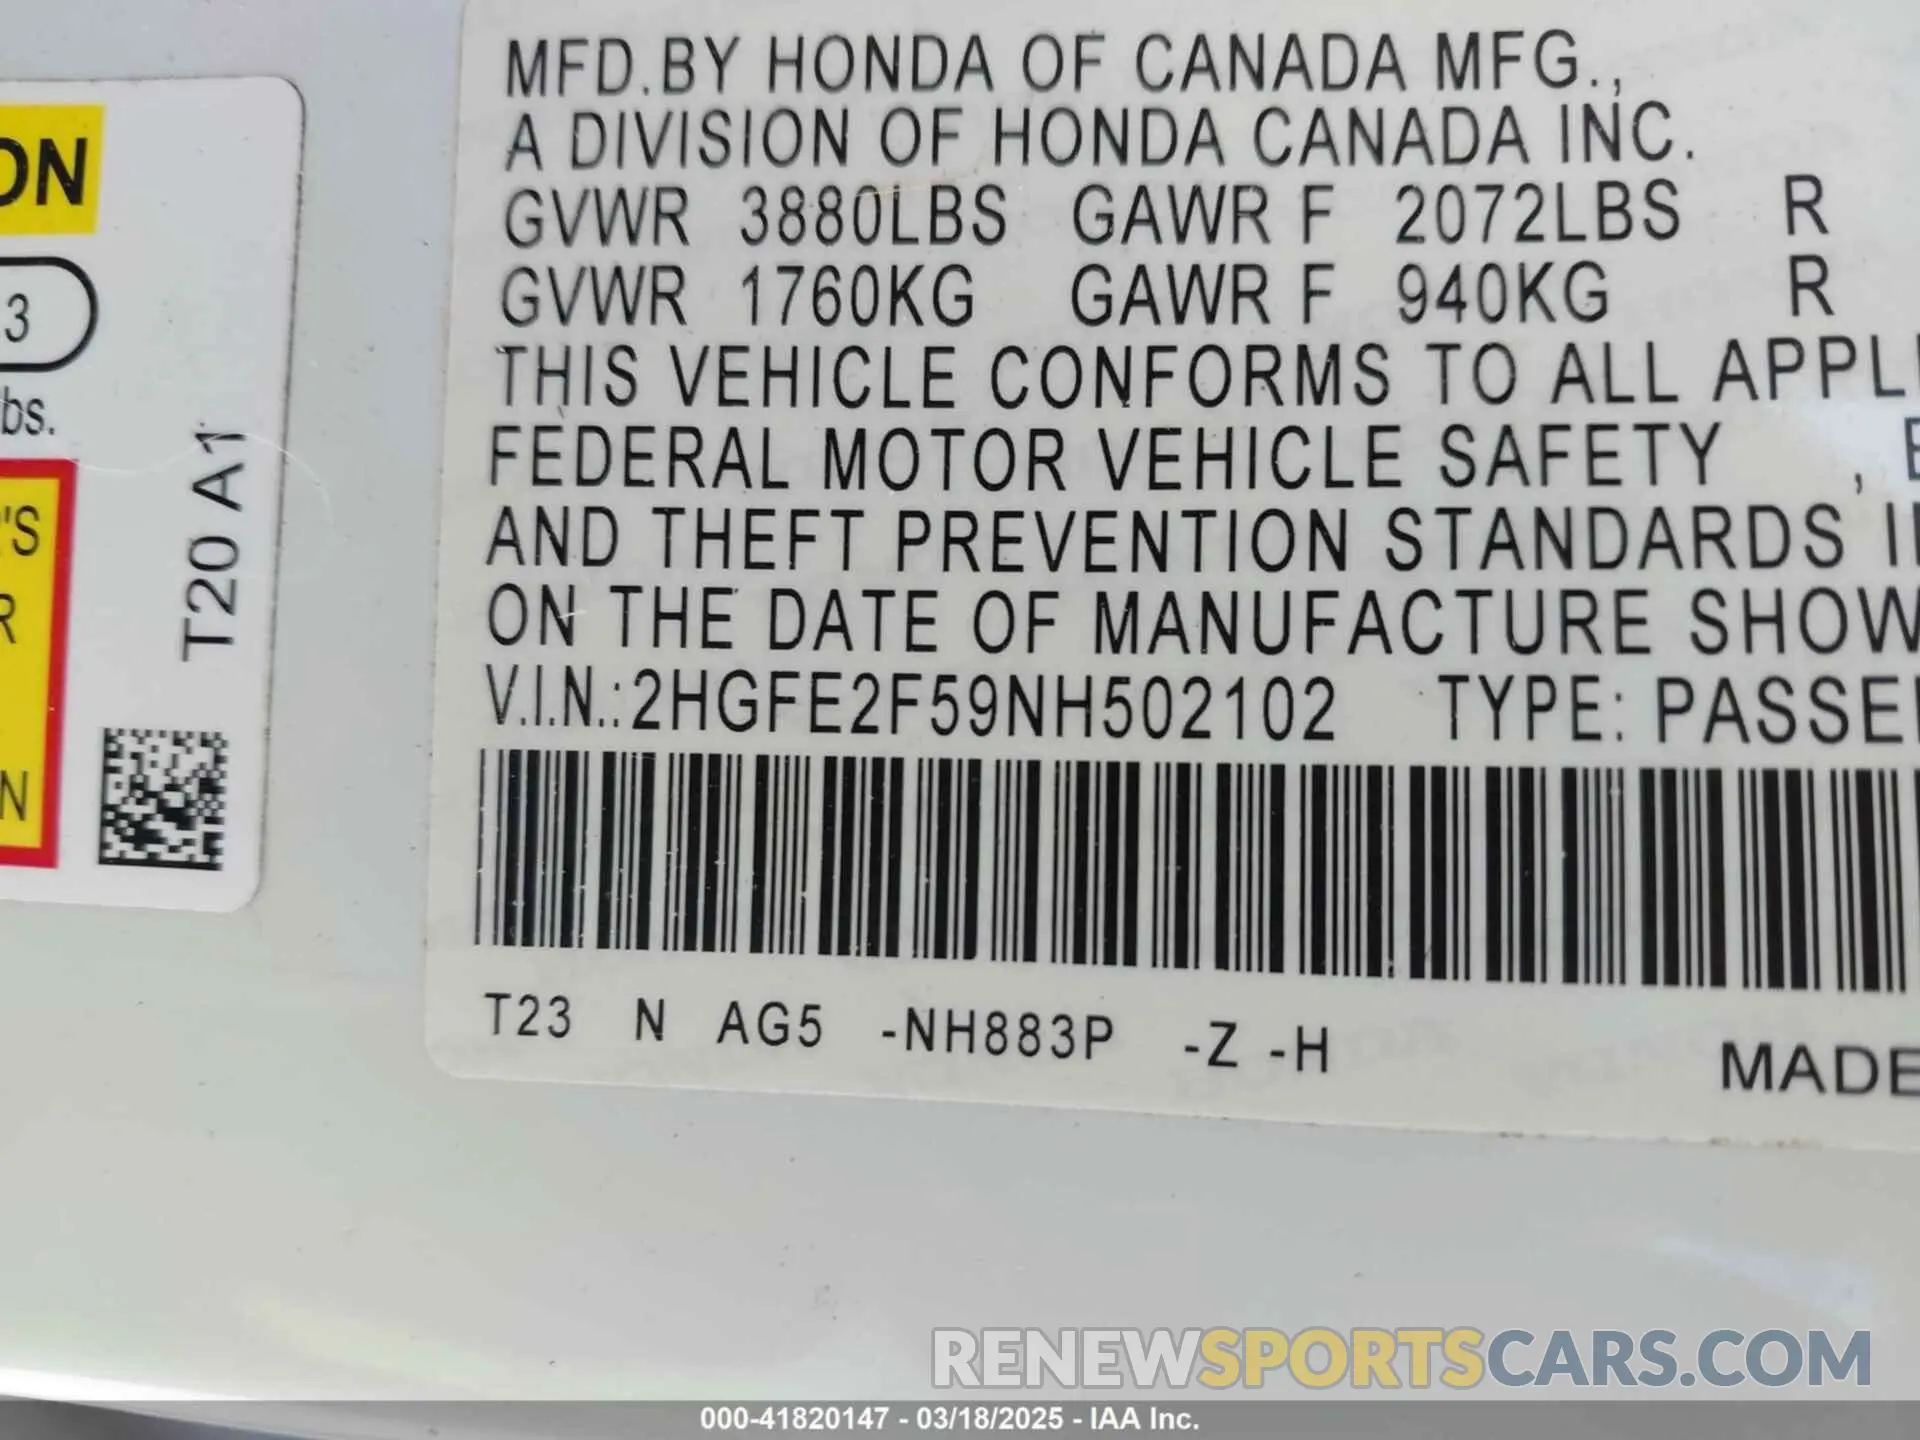 MFD.BY HONDA OF CANADA MFG.,
A DIVISION OF HONDA CANADA INC.
GVWR 3880LBS GAWR F 2072LBS R
GVWR 1760KG GAWR F 940KG R
THIS VEHICLE CONFORMS TO ALL APPLI
FEDERAL MOTOR VEHICLE SAFETY , B
AND THEFT PREVENTION STANDARDS I
ON THE DATE OF MANUFACTURE SHOW
V.I.N.:2HGFE2F59NH502102 TYPE: PASSE
T23 N AG5 -NH883P -Z -H
MADE
ON
3
bs.
'S
R
N
T20 A1
RENEWSPORTSCARS.COM
000-41820147 - 03/18/2025 - IAA Inc.